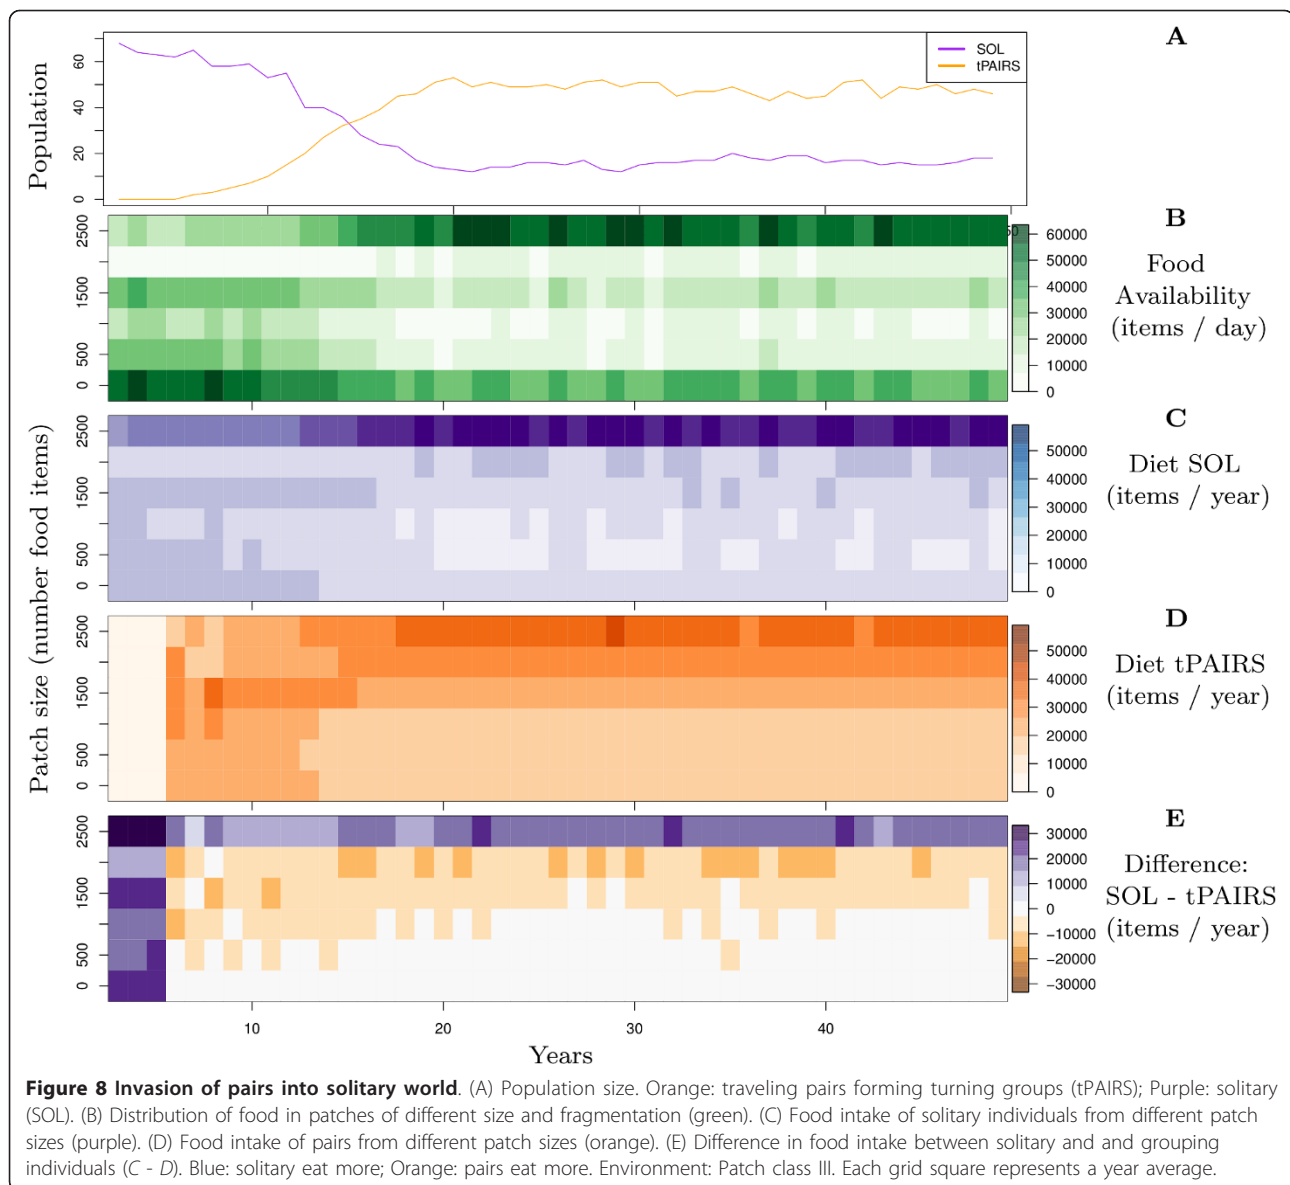 A
SOL
tPAIRS
Population
0
20
40
60
B
Food
Availability
(items / day)
2500
1500
500
0
50
60000
50000
40000
30000
20000
10000
0
C
Diet SOL
(items / year)
2500
1500
500
0
50000
40000
30000
20000
10000
0
10
20
30
40
Patch size (number food items)
D
Diet tPAIRS
(items / year)
2500
1500
500
0
50000
40000
30000
20000
10000
0
E
Difference:
SOL - tPAIRS
(items / year)
2500
1500
500
0
30000
20000
10000
0
−10000
−20000
−30000
10
20
30
40
Years
Figure 8 Invasion of pairs into solitary world. (A) Population size. Orange: traveling pairs forming turning groups (tPAIRS); Purple: solitary
(SOL). (B) Distribution of food in patches of different size and fragmentation (green). (C) Food intake of solitary individuals from different patch
sizes (purple). (D) Food intake of pairs from different patch sizes (orange). (E) Difference in food intake between solitary and and grouping
individuals (C - D). Blue: solitary eat more; Orange: pairs eat more. Environment: Patch class III. Each grid square represents a year average.